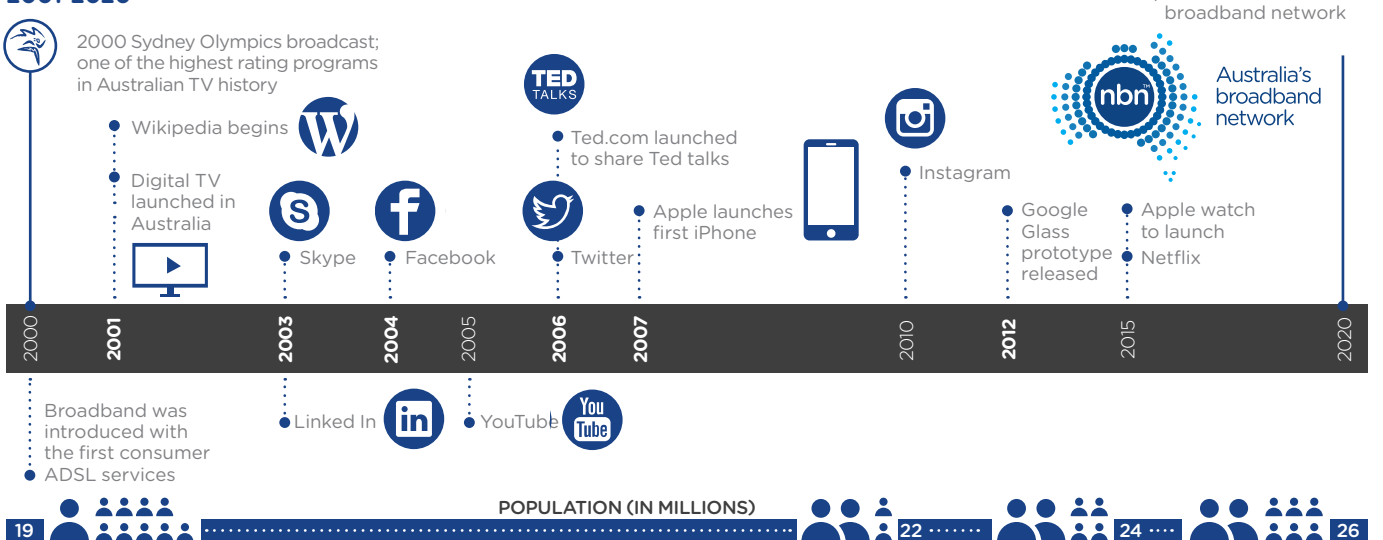 broadband network
2000 Sydney Olympics broadcast;
one of the highest rating programs
in Australian TV history
Wikipedia begins
W
Digital TV
launched in
Australia
S
Skype
f
Facebook
TED
TALKS
Ted.com launched
to share Ted talks
Twitter
Apple launches
first iPhone
Instagram
Google
Glass
prototype
released
nbn™
Australia's
broadband
network
Apple watch
to launch
Netflix
2000
2001
2003
2004
2005
2006
2007
2010
2012
2015
2020
Broadband was
introduced with
the first consumer
ADSL services
Linked In
in
YouTube
You
Tube
POPULATION (IN MILLIONS)
19
22
24
26